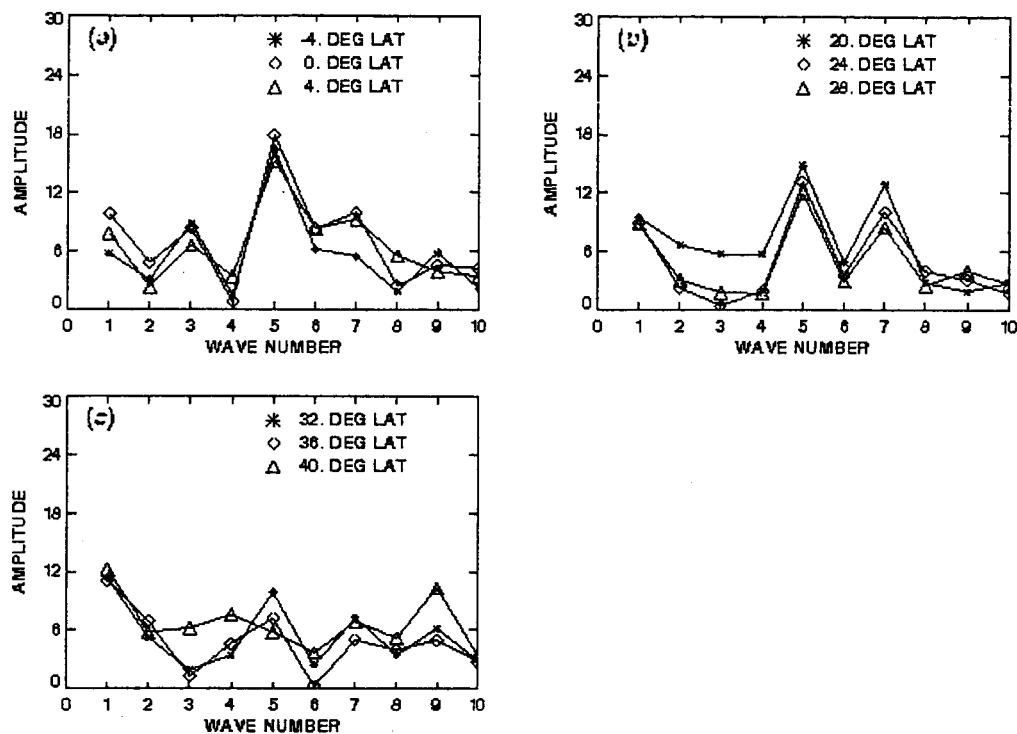 (a)
-4. DEG LAT
0. DEG LAT
4. DEG LAT
30
24
18
12
6
0
AMPLITUDE
0 1 2 3 4 5 6 7 8 9 10
WAVE NUMBER
(b)
20. DEG LAT
24. DEG LAT
28. DEG LAT
30
24
18
12
6
0
AMPLITUDE
0 1 2 3 4 5 6 7 8 9 10
WAVE NUMBER
(c)
32. DEG LAT
36. DEG LAT
40. DEG LAT
30
24
18
12
6
0
AMPLITUDE
0 1 2 3 4 5 6 7 8 9 10
WAVE NUMBER